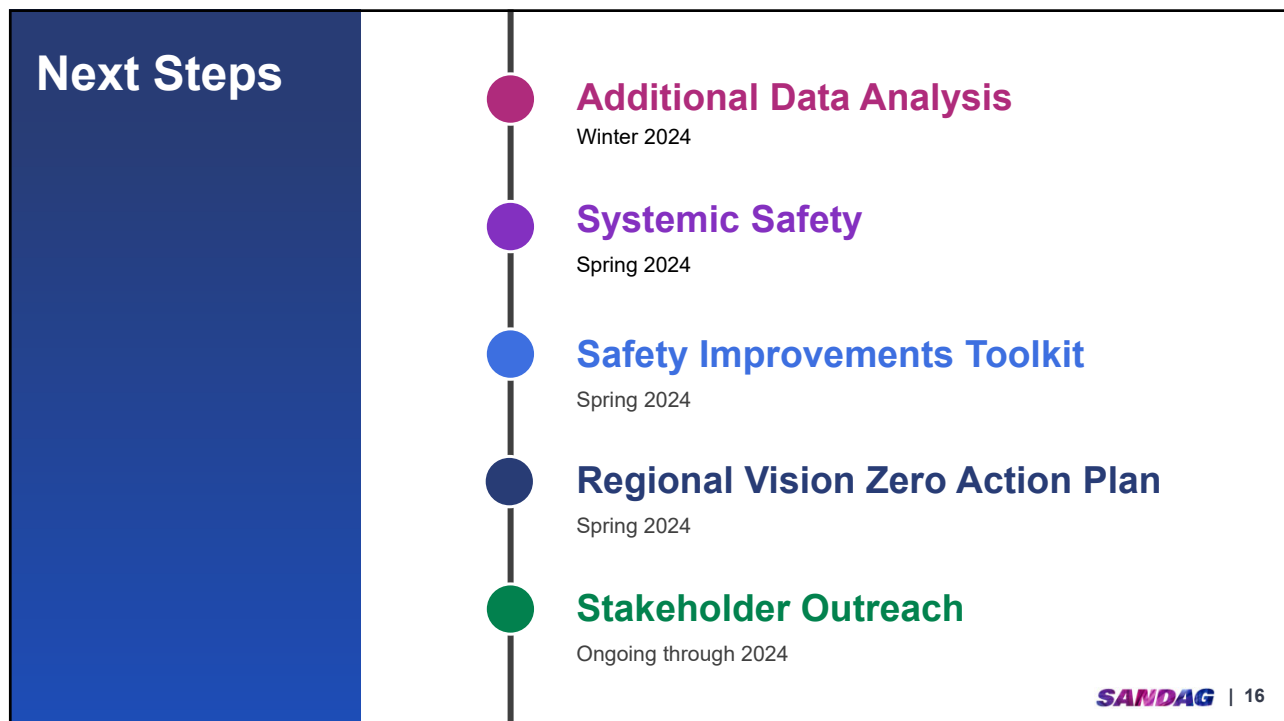 Next Steps
Additional Data Analysis
Winter 2024
Systemic Safety
Spring 2024
Safety Improvements Toolkit
Spring 2024
Regional Vision Zero Action Plan
Spring 2024
Stakeholder Outreach
Ongoing through 2024
SANDAG | 16